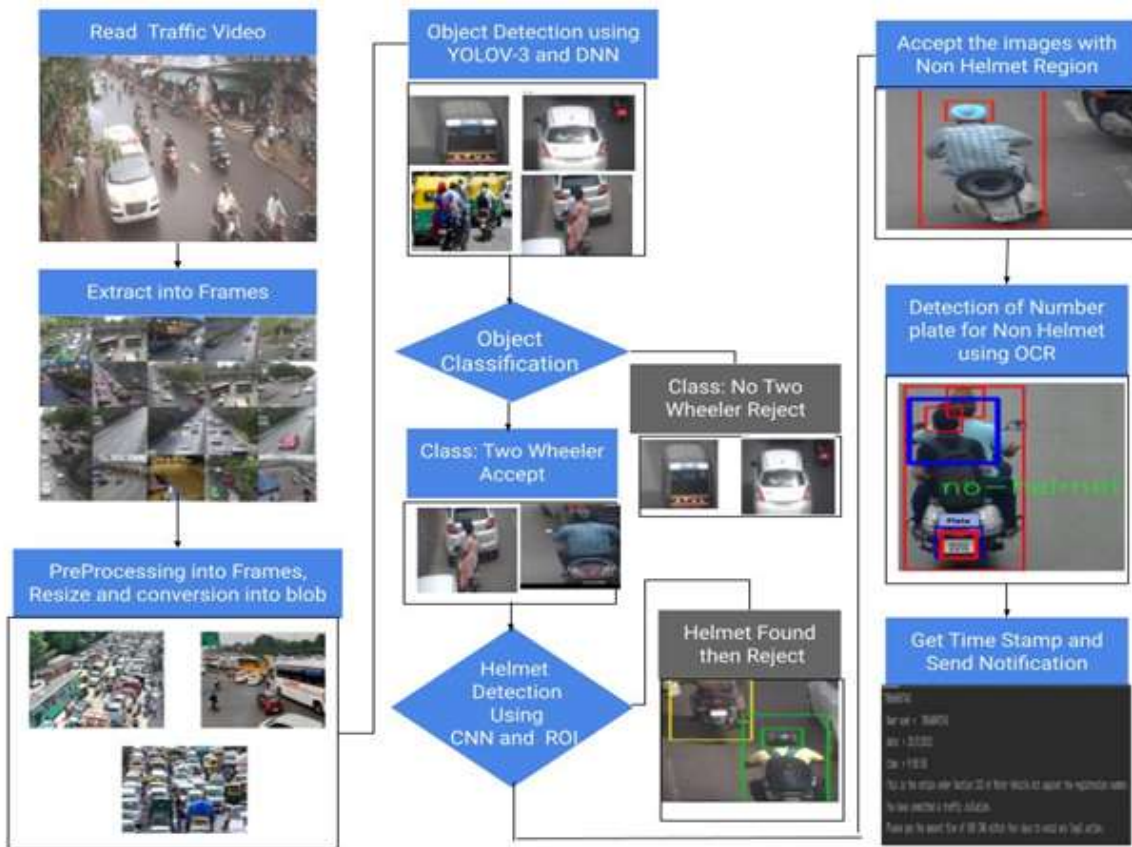 Read Traffic Video
Extract into Frames
PreProcessing into Frames,
Resize and conversion into blob
Object Detection using
YOLOV-3 and DNN
Object
Classification
Class: No Two
Wheeler Reject
Class: Two Wheeler
Accept
Helmet
Detection
Using
CNN and ROI
Helmet Found
then Reject
Accept the images with
Non Helmet Region
Detection of Number
plate for Non Helmet
using OCR
no-helmet
Plate
Get Time Stamp and
Send Notification